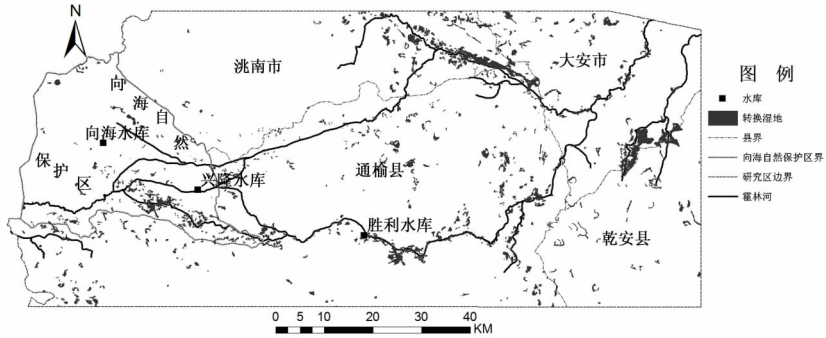 N
洮南市
大安市
向海自然保护区
向海水库
兴隆水库
通榆县
胜利水库
乾安县
图 例
水库
转换湿地
县界
向海自然保护区界
研究区边界
霍林河
0 5 10 20 30 40
KM